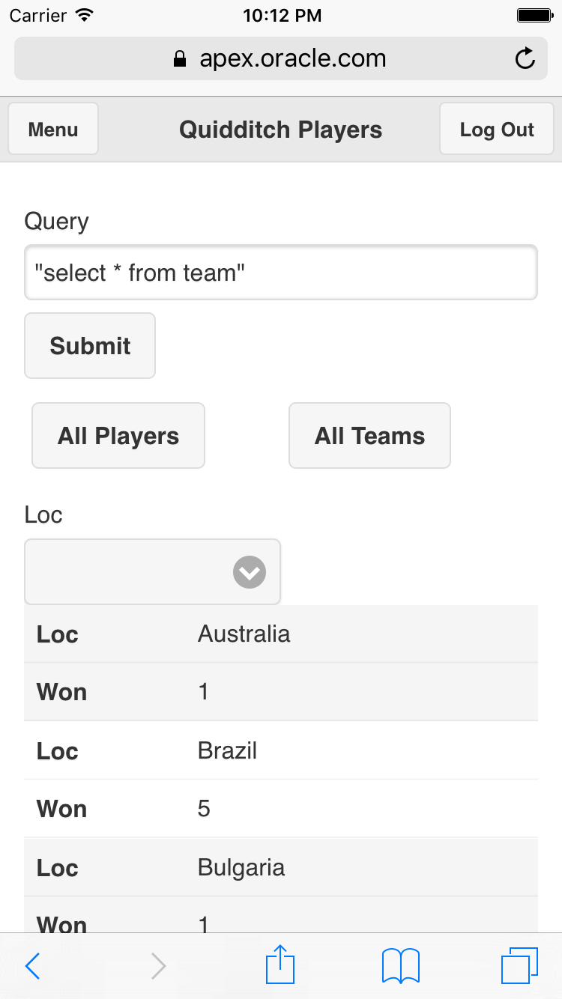 Carrier 10:12 PM
apex.oracle.com
Menu Quidditch Players Log Out
Query
"select * from team"
Submit
All Players All Teams
Loc
Loc Australia
Won 1
Loc Brazil
Won 5
Loc Bulgaria
Won 1